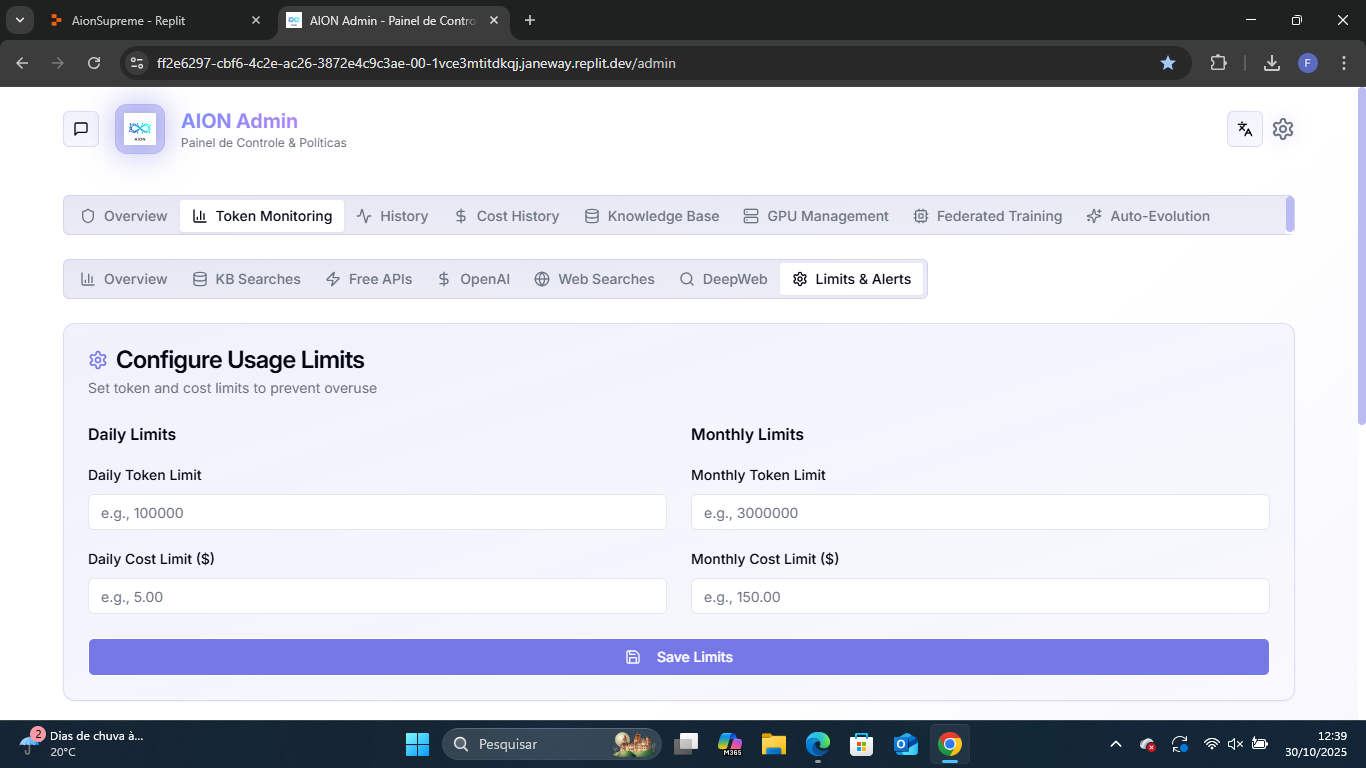 AionSupreme - Replit
AION Admin - Painel de Contro
ff2e6297-cbf6-4c2e-ac26-3872e4c9c3ae-00-1vce3mtitdkqj.janeway.replit.dev/admin
F
AION
AION Admin
Painel de Controle & Políticas
Overview Token Monitoring History Cost History Knowledge Base GPU Management Federated Training Auto-Evolution
Overview KB Searches Free APIs OpenAI Web Searches DeepWeb Limits & Alerts
Configure Usage Limits
Set token and cost limits to prevent overuse
Daily Limits
Monthly Limits
Daily Token Limit
Monthly Token Limit
e.g., 100000
e.g., 3000000
Daily Cost Limit ($)
Monthly Cost Limit ($)
e.g., 5.00
e.g., 150.00
Save Limits
2
Dias de chuva à...
20°C
Pesquisar
M365
12:39
30/10/2025